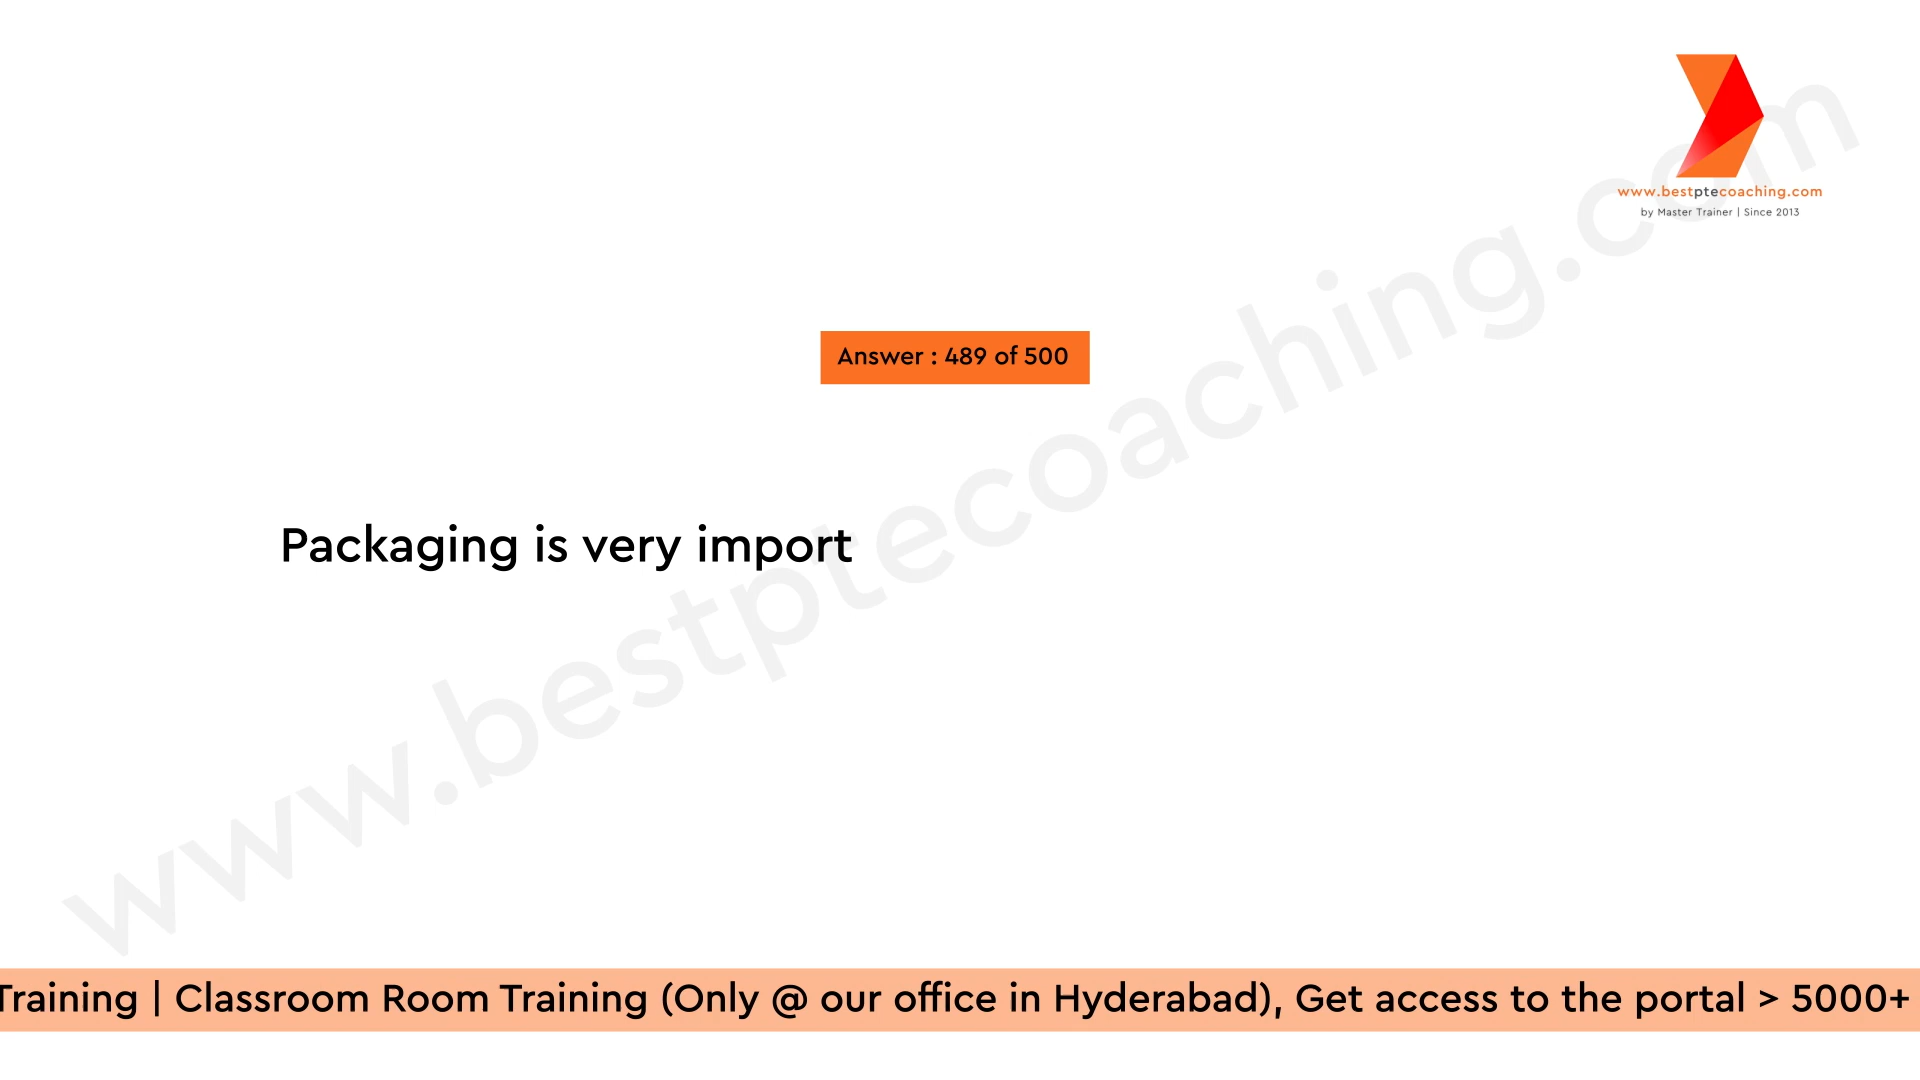 www.bestptecoaching.com
by Master Trainer | Since 2013
Answer : 489 of 500
Packaging is very import
www.bestptecoaching.com
Training | Classroom Room Training (Only @ our office in Hyderabad), Get access to the portal > 5000+